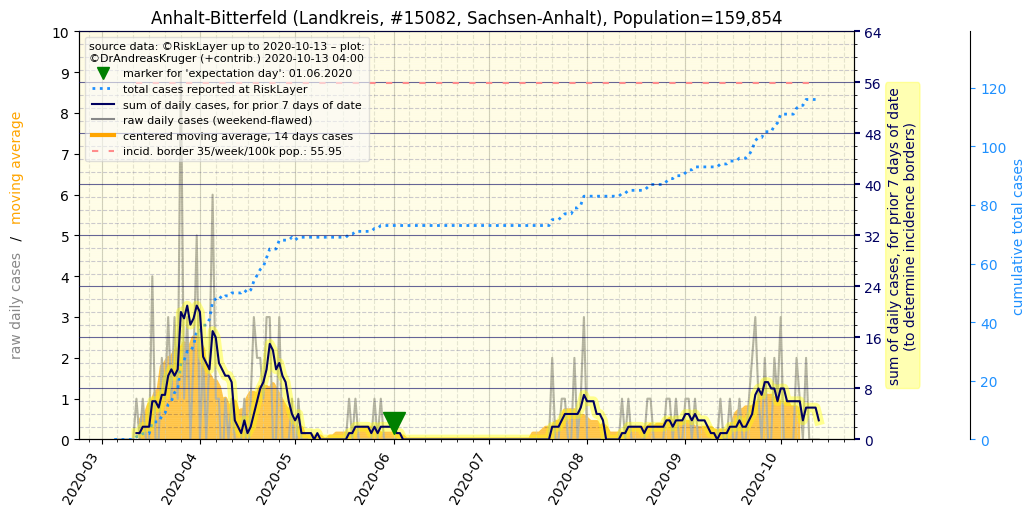 Anhalt-Bitterfeld (Landkreis, #15082, Sachsen-Anhalt), Population=159,854
source data: ©RiskLayer up to 2020-10-13 – plot:
©DrAndreasKruger (+contrib.) 2020-10-13 04:00
marker for 'expectation day': 01.06.2020
total cases reported at RiskLayer
sum of daily cases, for prior 7 days of date
raw daily cases (weekend-flawed)
centered moving average, 14 days cases
incid. border 35/week/100k pop.: 55.95
raw daily cases / moving average
10
9
8
7
6
5
4
3
2
1
0
2020-03
2020-04
2020-05
2020-06
2020-07
2020-08
2020-09
2020-10
64
56
48
40
32
24
16
8
0
sum of daily cases, for prior 7 days of date
(to determine incidence borders)
120
100
80
60
40
20
0
cumulative total cases